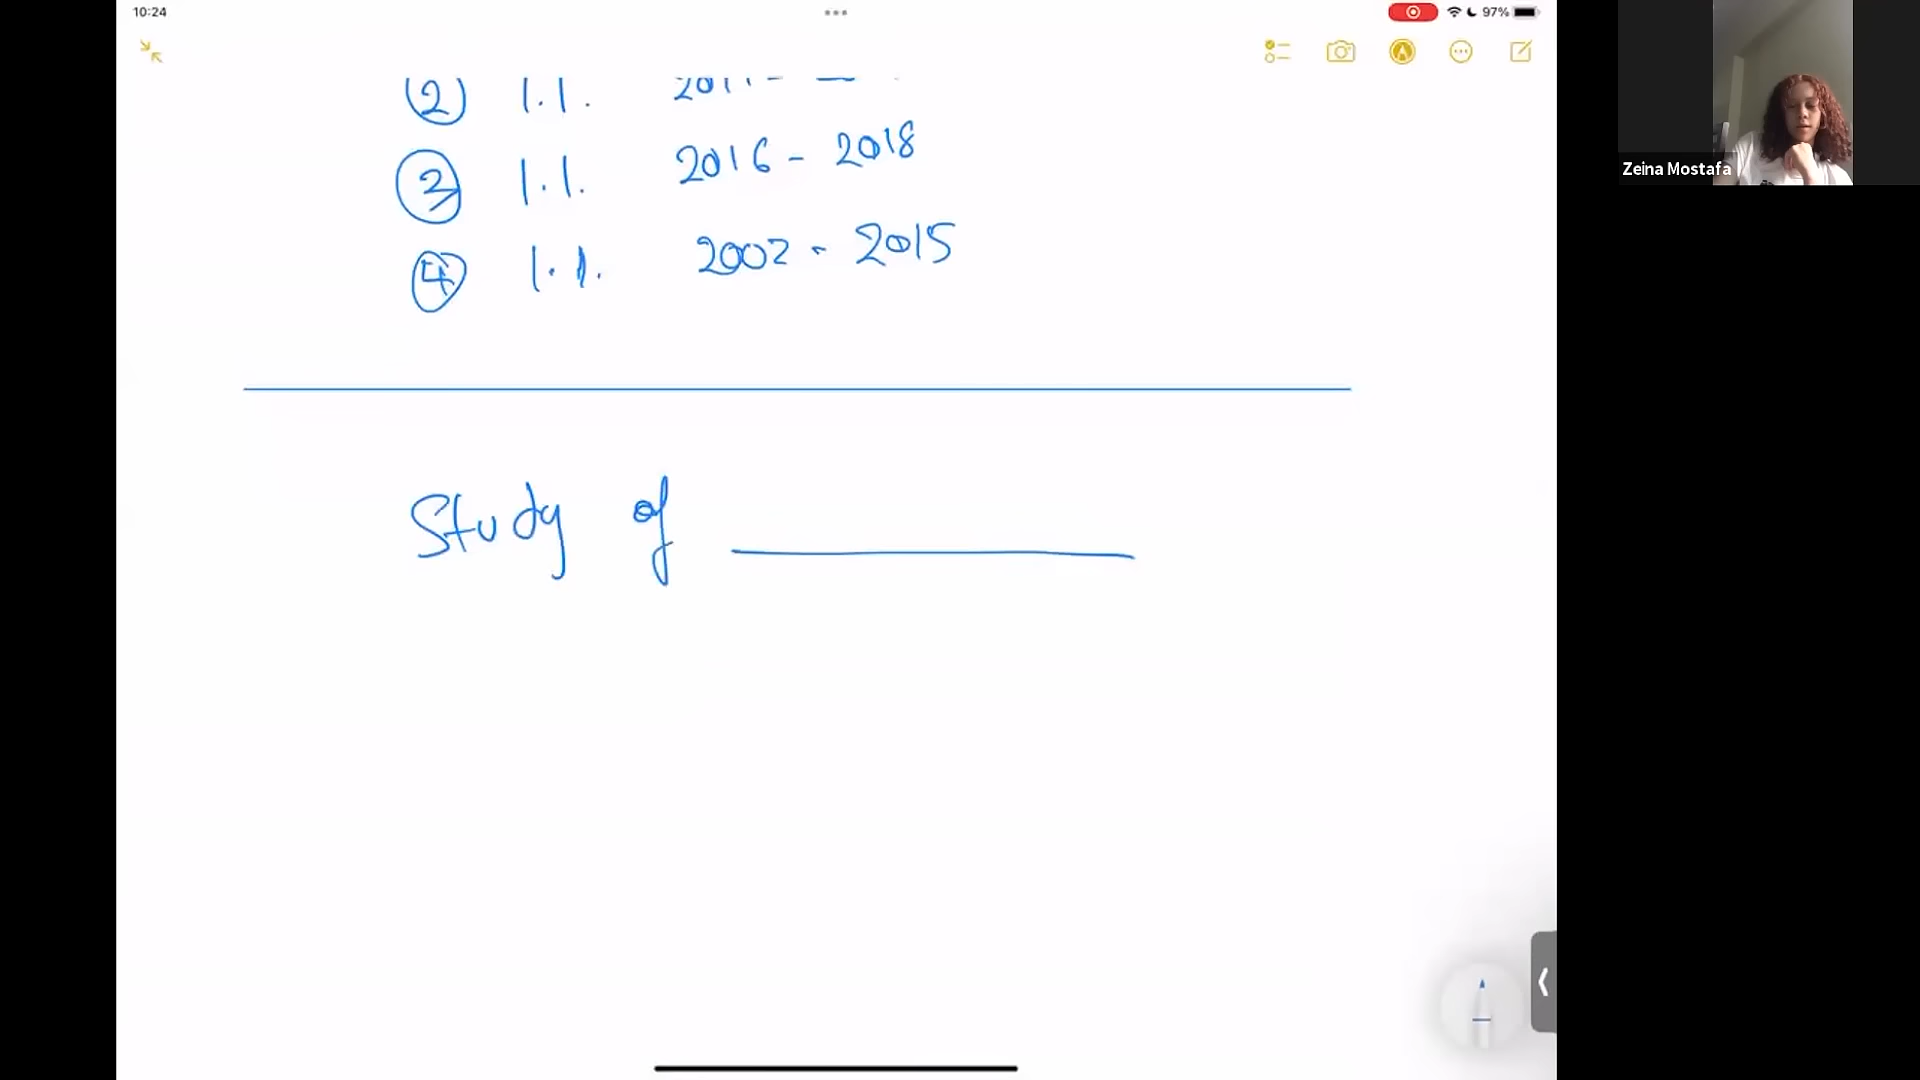 10:24
97%
2 1.1. 2011 -
3 1.1. 2016 - 2018
4 1.1. 2002 - 2015
Study of
Zeina Mostafa